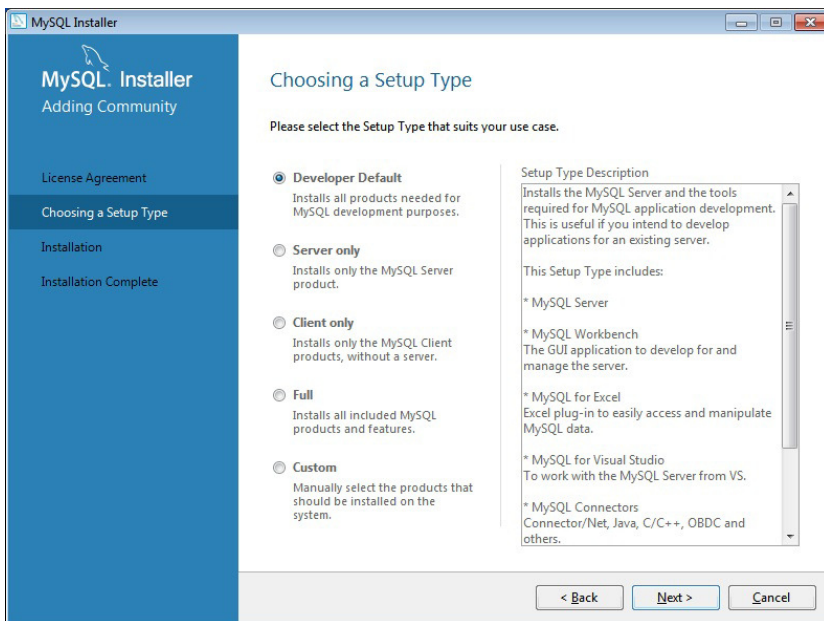 MySQL Installer
MySQL. Installer
Adding Community
License Agreement
Choosing a Setup Type
Installation
Installation Complete
Choosing a Setup Type
Please select the Setup Type that suits your use case.
Developer Default
Installs all products needed for
MySQL development purposes.
Server only
Installs only the MySQL Server
product.
Client only
Installs only the MySQL Client
products, without a server.
Full
Installs all included MySQL
products and features.
Custom
Manually select the products that
should be installed on the
system.
Setup Type Description
Installs the MySQL Server and the tools
required for MySQL application development.
This is useful if you intend to develop
applications for an existing server.
This Setup Type includes:
* MySQL Server
* MySQL Workbench
The GUI application to develop for and
manage the server.
* MySQL for Excel
Excel plug-in to easily access and manipulate
MySQL data.
* MySQL for Visual Studio
To work with the MySQL Server from VS.
* MySQL Connectors
Connector/Net, Java, C/C++, OBDC and
others.
< Back
Next >
Cancel